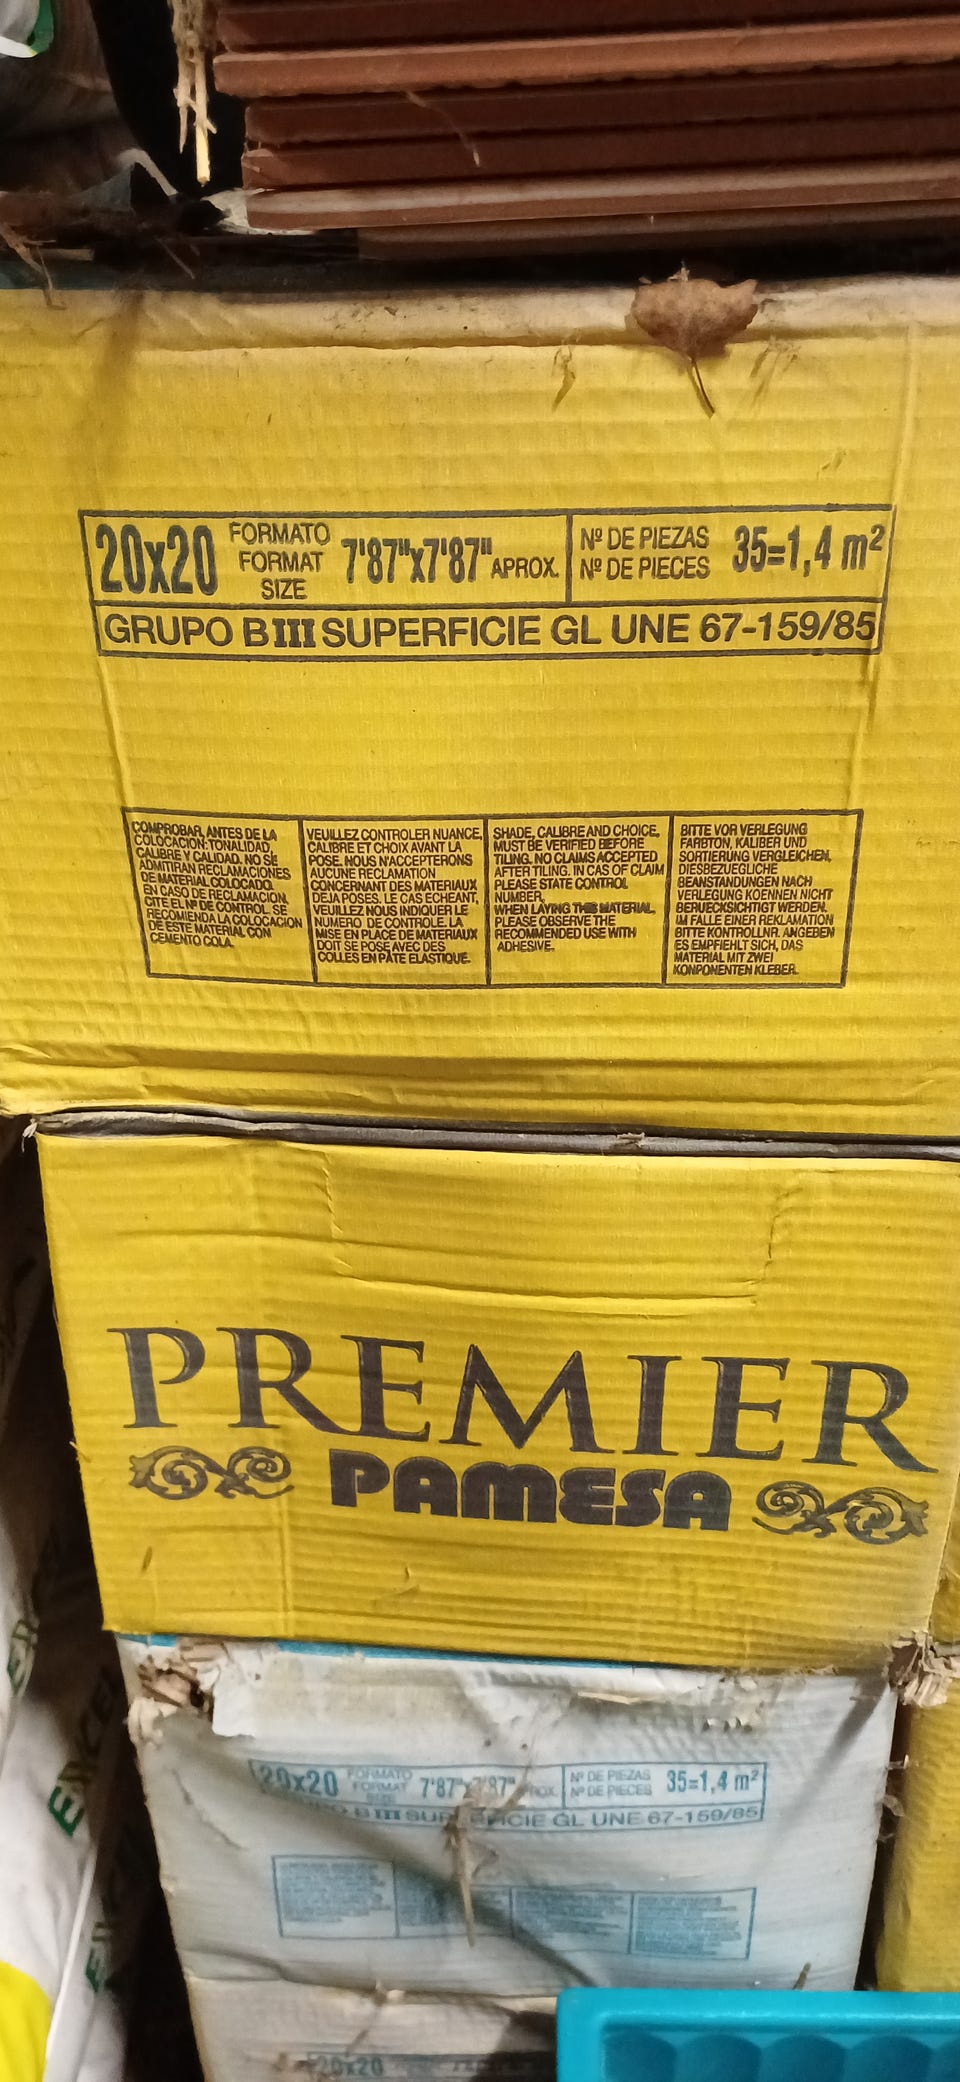 20x20 FORMATO FORMAT SIZE 7'87"x7'87" APROX. Nº DE PIEZAS Nº DE PIECES 35=1,4 m²
GRUPO BIII SUPERFICIE GL UNE 67-159/85
COMPROBAR, ANTES DE LA
COLOCACION: TONALIDAD,
CALIBRE Y CALIDAD. NO SE
ADMITIRAN RECLAMACIONES
DE MATERIAL COLOCADO.
EN CASO DE RECLAMACION,
CITE EL Nº DE CONTROL. SE
RECOMIENDA LA COLOCACION
DE ESTE MATERIAL CON
CEMENTO COLA.
VEUILLEZ CONTROLER NUANCE,
CALIBRE ET CHOIX AVANT LA
POSE. NOUS N'ACCEPTERONS
AUCUNE RECLAMATION
CONCERNANT DES MATERIAUX
DEJA POSES. LE CAS ECHEANT,
VEUILLEZ NOUS INDIQUER LE
NUMERO DE CONTROLE. LA
MISE EN PLACE DE MATERIAUX
DOIT SE POSE AVEC DES
COLLES EN PÂTE ELASTIQUE.
SHADE, CALIBRE AND CHOICE,
MUST BE VERIFIED BEFORE
TILING. NO CLAIMS ACCEPTED
AFTER TILING. IN CAS OF CLAIM
PLEASE STATE CONTROL
NUMBER.
WHEN LAYING THIS MATERIAL,
PLEASE OBSERVE THE
RECOMMENDED USE WITH
ADHESIVE.
BITTE VOR VERLEGUNG
FARBTON, KALIBER UND
SORTIERUNG VERGLEICHEN,
DIESBEZUEGLICHE
BEANSTANDUNGEN NACH
VERLEGUNG KOENNEN NICHT
BERUECKSICHTIGT WERDEN.
IM FALLE EINER REKLAMATION
BITTE KONTROLLNR. ANGEBEN
ES EMPFIEHLT SICH, DAS
MATERIAL MIT ZWEI
KONPONENTEN KLEBER.
PREMIER
PAMESA
20x20 FORMATO FORMAT SIZE 7'87"x7'87" Nº DE PIEZAS Nº DE PIECES 35=1,4 m²
BIII SUPERFICIE GL UNE 67-159/85
20x20